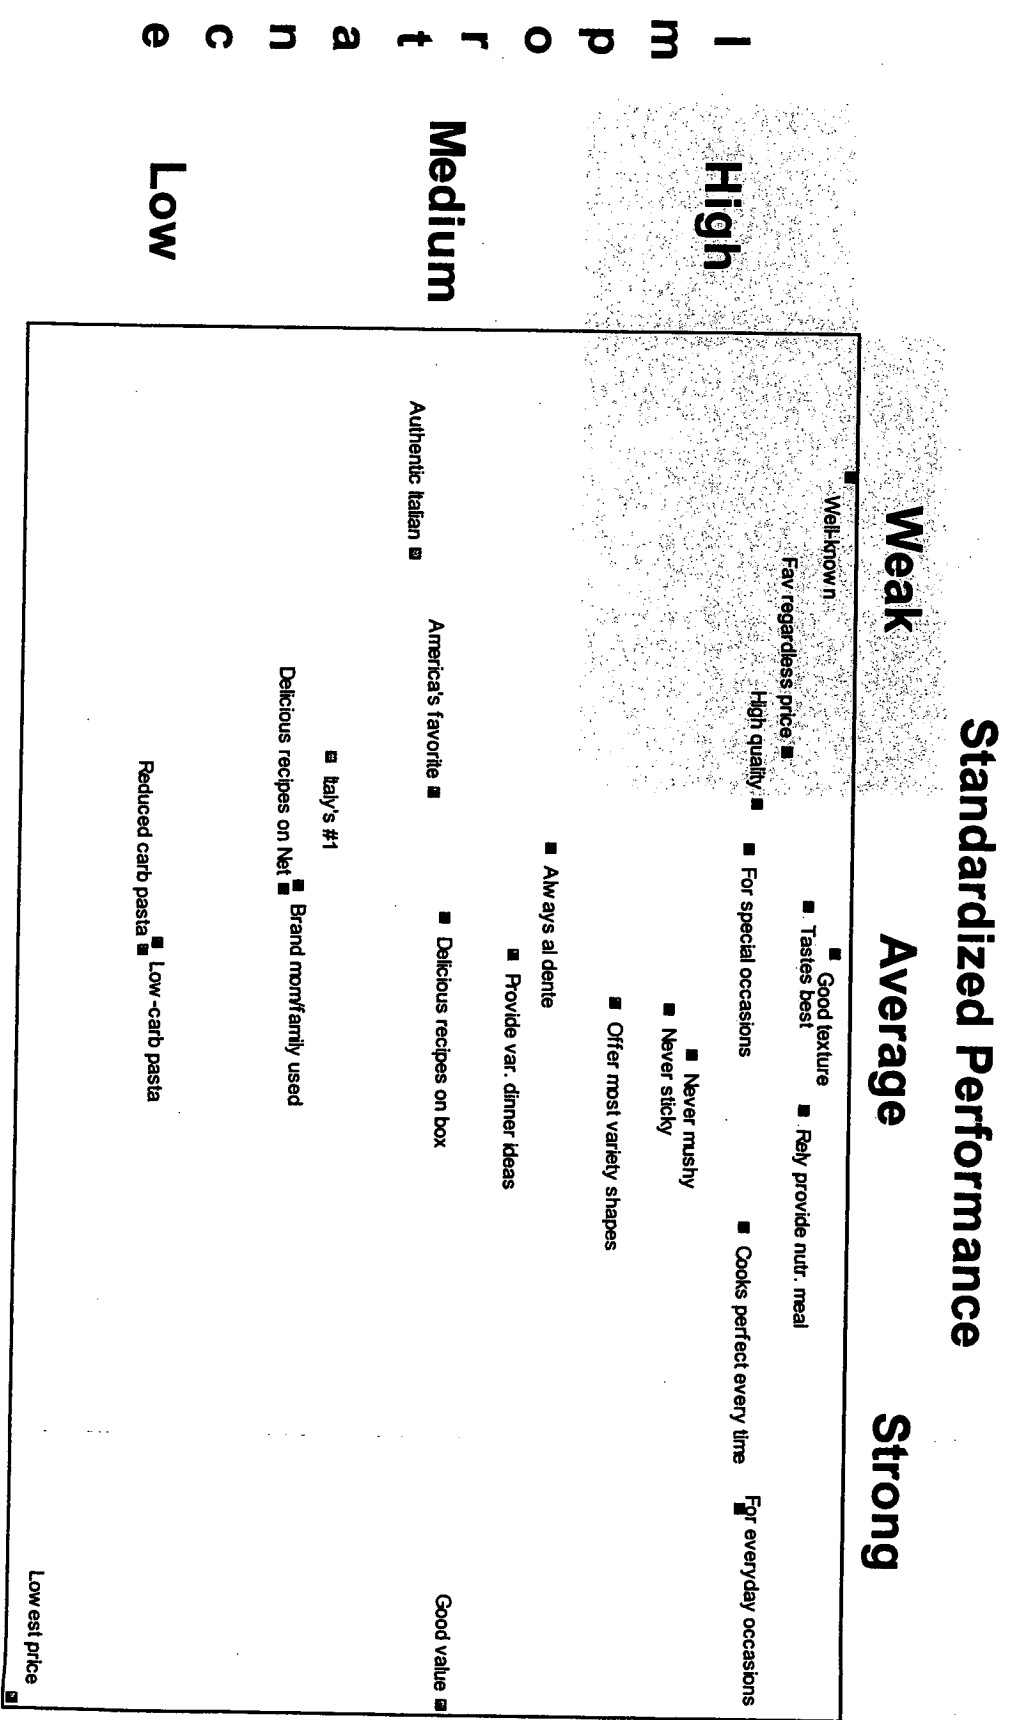 Standardized Performance
Weak
Average
Strong
Importance
High
Medium
Low
Well-known
Good texture
Tastes best
Rely provide nutr. meal
Fav regardless price
High quality
For special occasions
Cooks perfect every time
For everyday occasions
Never mushy
Never sticky
Offer most variety shapes
Always al dente
Provide var. dinner ideas
Authentic Italian
America's favorite
Delicious recipes on box
Good value
Italy's #1
Brand mom/family used
Delicious recipes on Net
Low-carb pasta
Reduced carb pasta
Lowest price